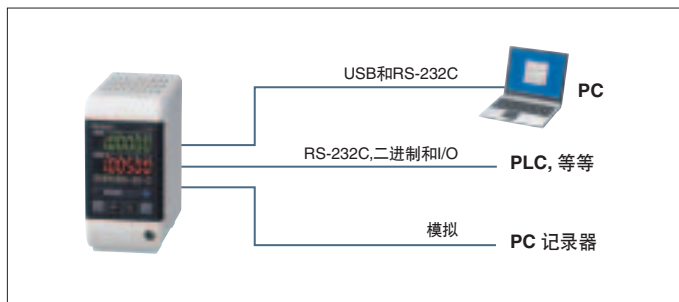 USB和RS-232C
PC
RS-232C,二进制和I/O
PLC, 等等
模拟
PC 记录器